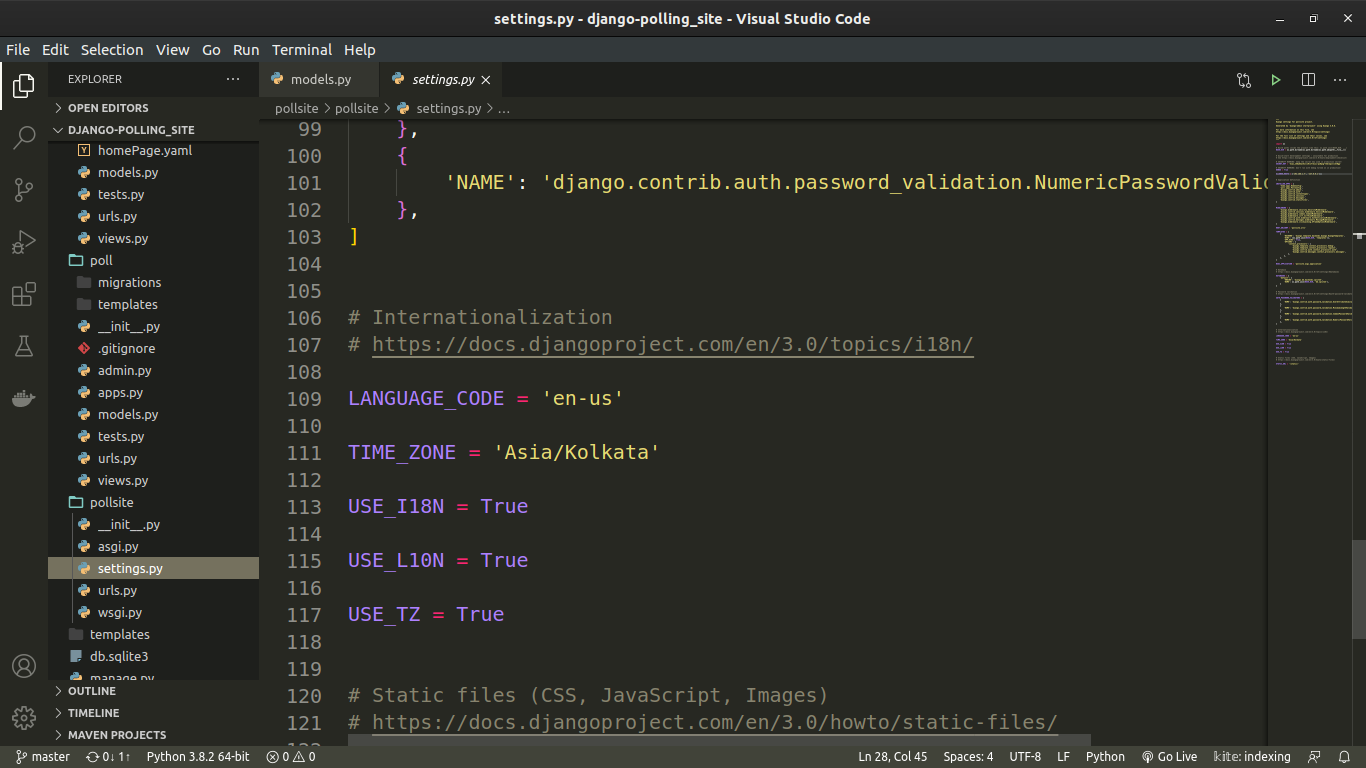 settings.py - django-polling_site - Visual Studio Code
File Edit Selection View Go Run Terminal Help
EXPLORER
OPEN EDITORS
DJANGO-POLLING_SITE
homePage.yaml
models.py
tests.py
urls.py
views.py
poll
migrations
templates
__init__.py
.gitignore
admin.py
apps.py
models.py
tests.py
urls.py
views.py
pollsite
__init__.py
asgi.py
settings.py
urls.py
wsgi.py
templates
db.sqlite3
manage.py
OUTLINE
TIMELINE
MAVEN PROJECTS
models.py settings.py
pollsite > pollsite > settings.py > ...
99 },
100 {
101 'NAME': 'django.contrib.auth.password_validation.NumericPasswordValid
102 },
103 ]
104
105
106 # Internationalization
107 # https://docs.djangoproject.com/en/3.0/topics/i18n/
108
109 LANGUAGE_CODE = 'en-us'
110
111 TIME_ZONE = 'Asia/Kolkata'
112
113 USE_I18N = True
114
115 USE_L10N = True
116
117 USE_TZ = True
118
119
120 # Static files (CSS, JavaScript, Images)
121 # https://docs.djangoproject.com/en/3.0/howto/static-files/
master 0↓ 1↑ Python 3.8.2 64-bit 0 0 Ln 28, Col 45 Spaces: 4 UTF-8 LF Python Go Live kite: indexing